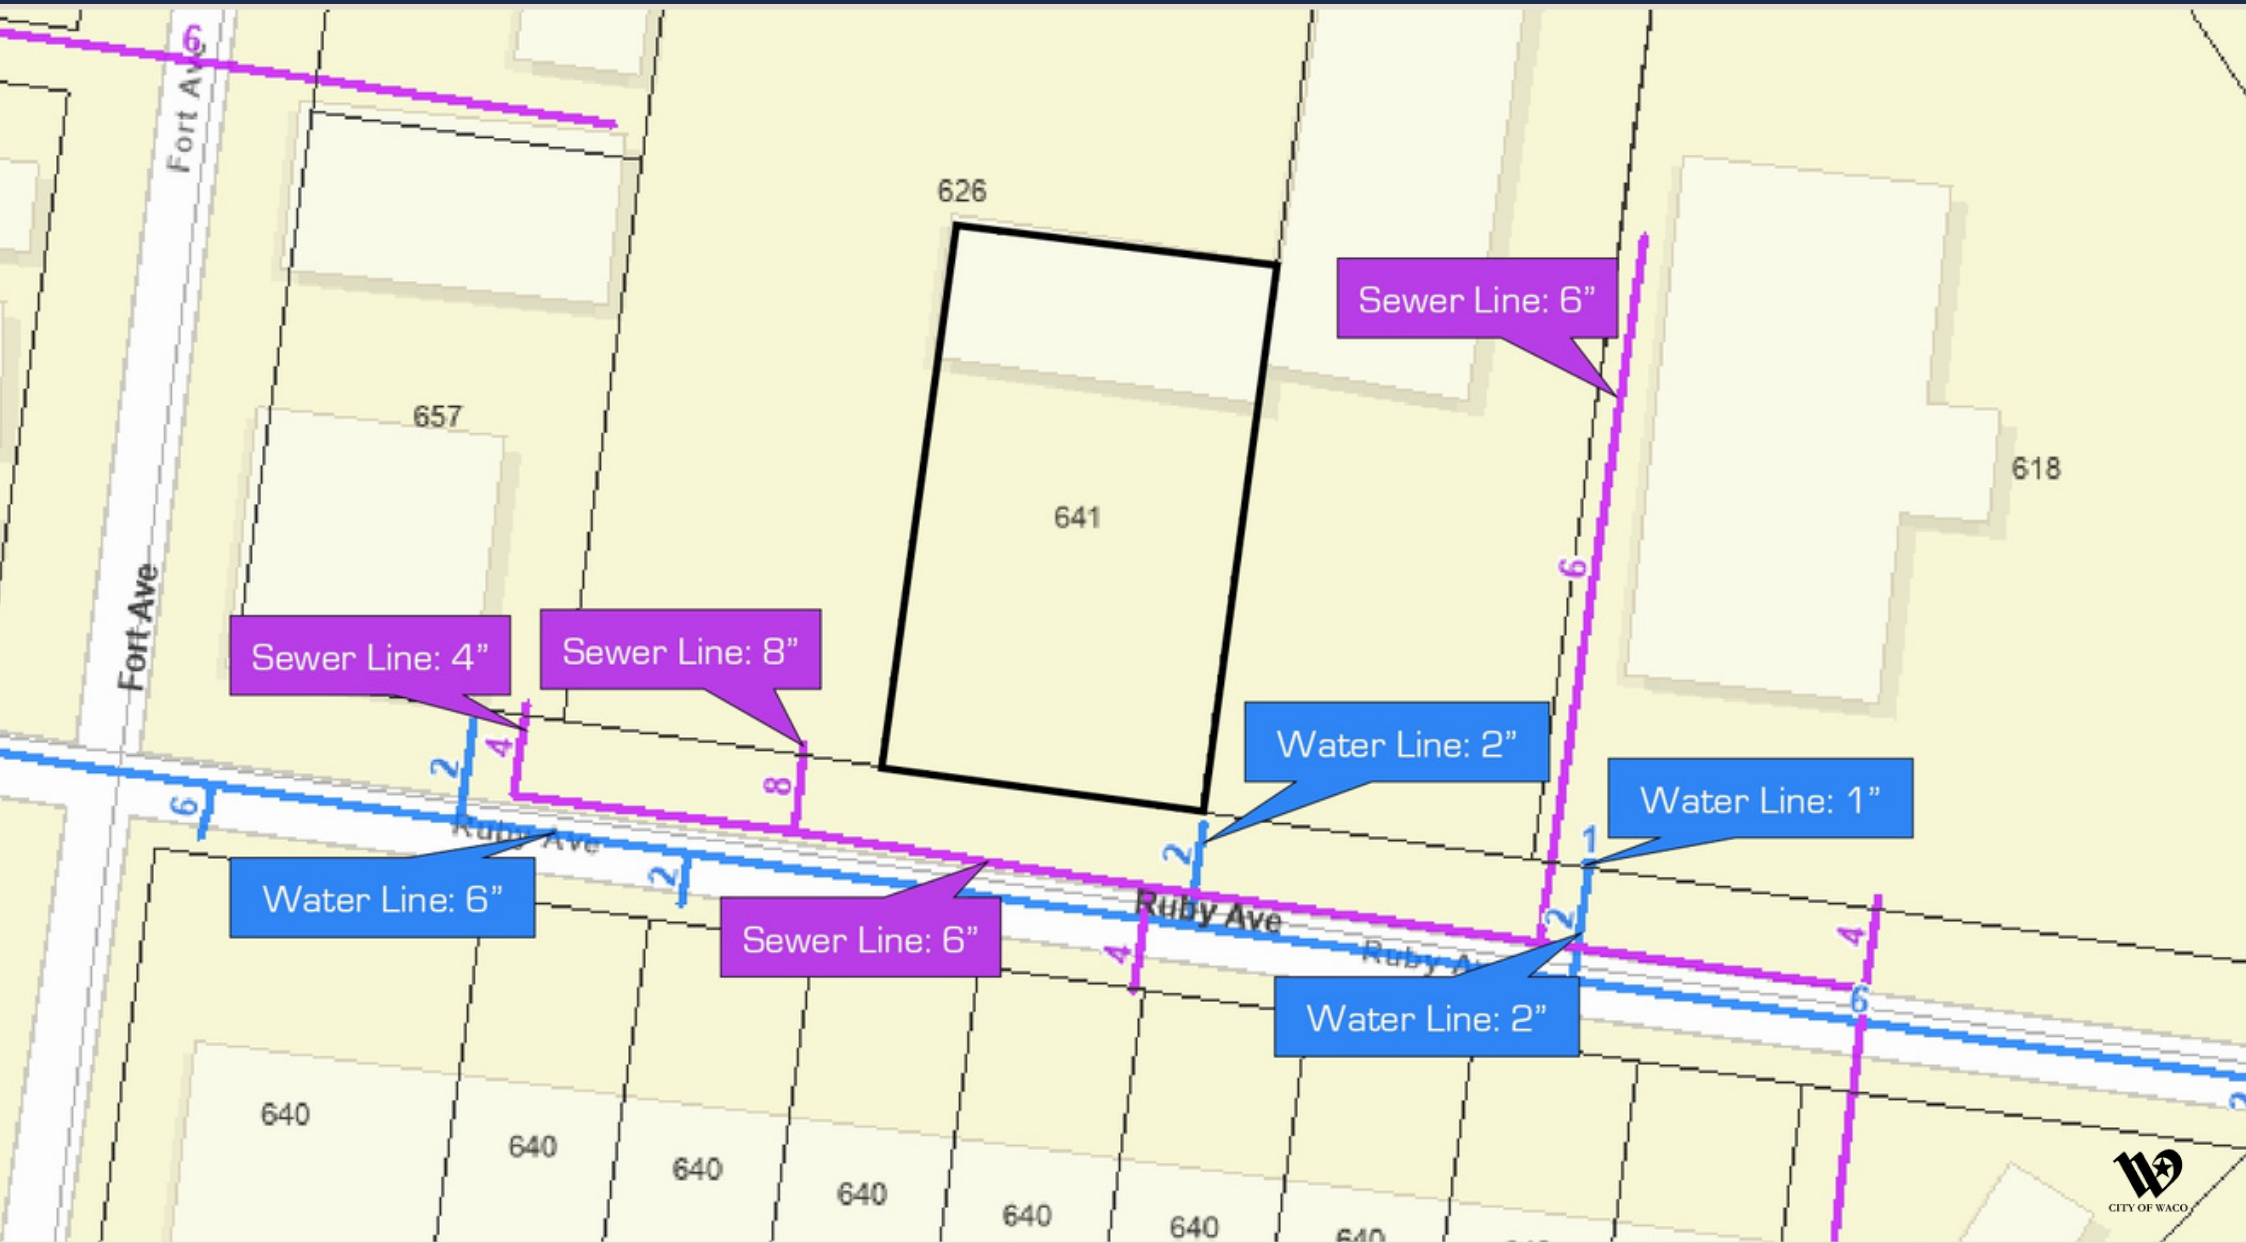 6
Fort Ave
626
Sewer Line: 6”
657
618
641
6
Fort Ave
Sewer Line: 4”
Sewer Line: 8”
Water Line: 2”
4
2
8
6
Water Line: 1”
Ruby Ave
1
2
2
Water Line: 6”
Ruby Ave
2
Sewer Line: 6”
4
4
Ruby A
6
Water Line: 2”
640
640
640
640
640
640
CITY OF WACO